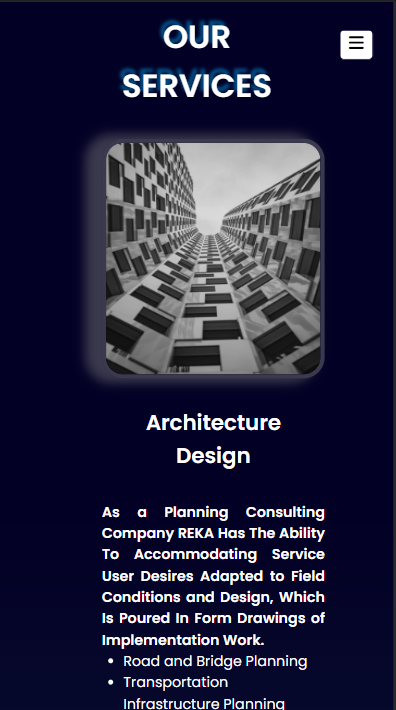 OUR
SERVICES
Architecture
Design
As a Planning Consulting
Company REKA Has The Ability
To Accommodating Service
User Desires Adapted to Field
Conditions and Design, Which
Is Poured In Form Drawings of
Implementation Work.
• Road and Bridge Planning
• Transportation
Infrastructure Planning